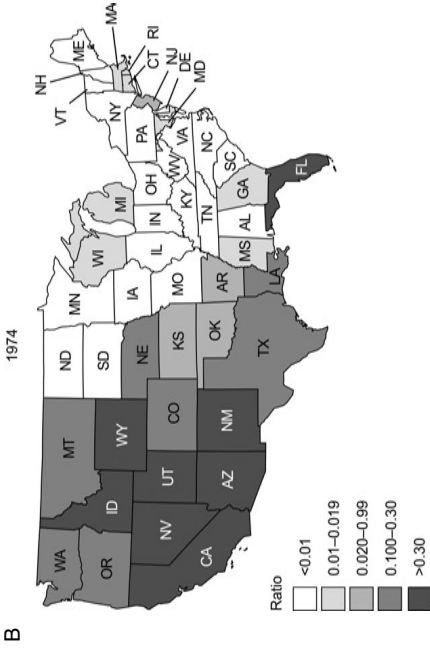 B
1974
WA
OR
CA
NV
ID
MT
WY
UT
AZ
CO
NM
ND
SD
NE
KS
OK
TX
MN
IA
MO
AR
LA
WI
IL
MI
IN
OH
KY
TN
MS
AL
GA
FL
SC
NC
VA
WV
PA
NY
VT
NH
ME
MA
RI
CT
NJ
DE
MD
Ratio
<0.01
0.01–0.019
0.020–0.99
0.100–0.30
>0.30